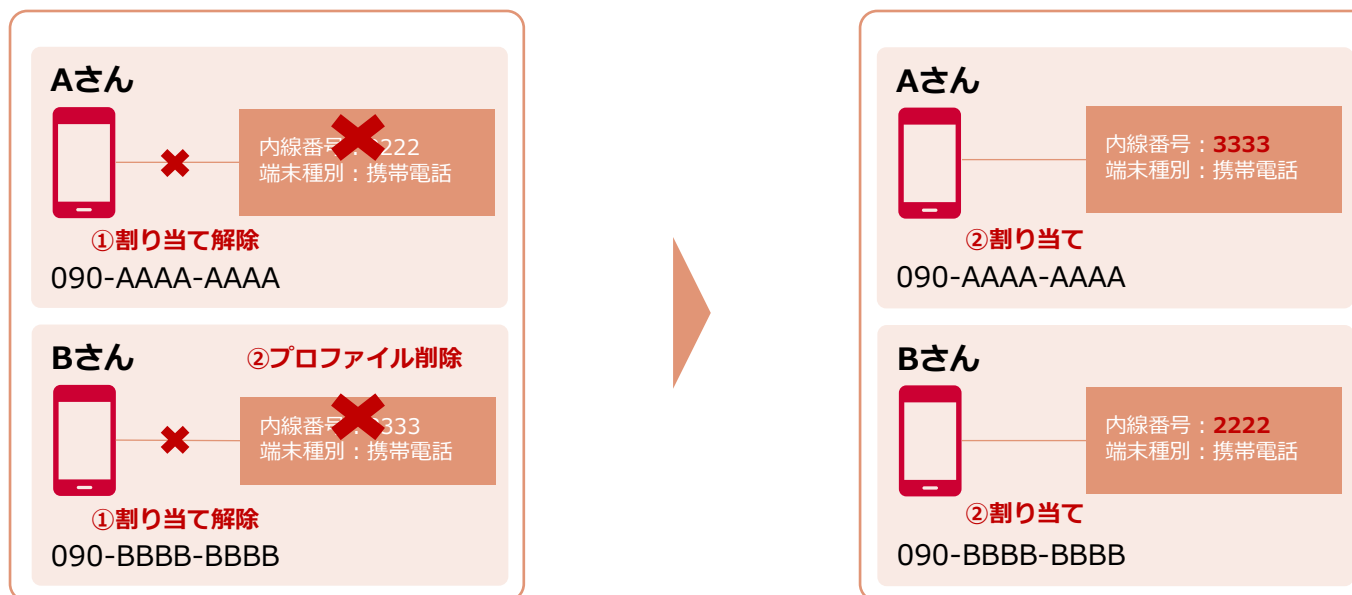 Aさん
内線番号：222
端末種別：携帯電話
①割り当て解除
090-AAAA-AAAA
Bさん
②プロファイル削除
内線番号：333
端末種別：携帯電話
①割り当て解除
090-BBBB-BBBB
Aさん
内線番号：3333
端末種別：携帯電話
②割り当て
090-AAAA-AAAA
Bさん
内線番号：2222
端末種別：携帯電話
②割り当て
090-BBBB-BBBB